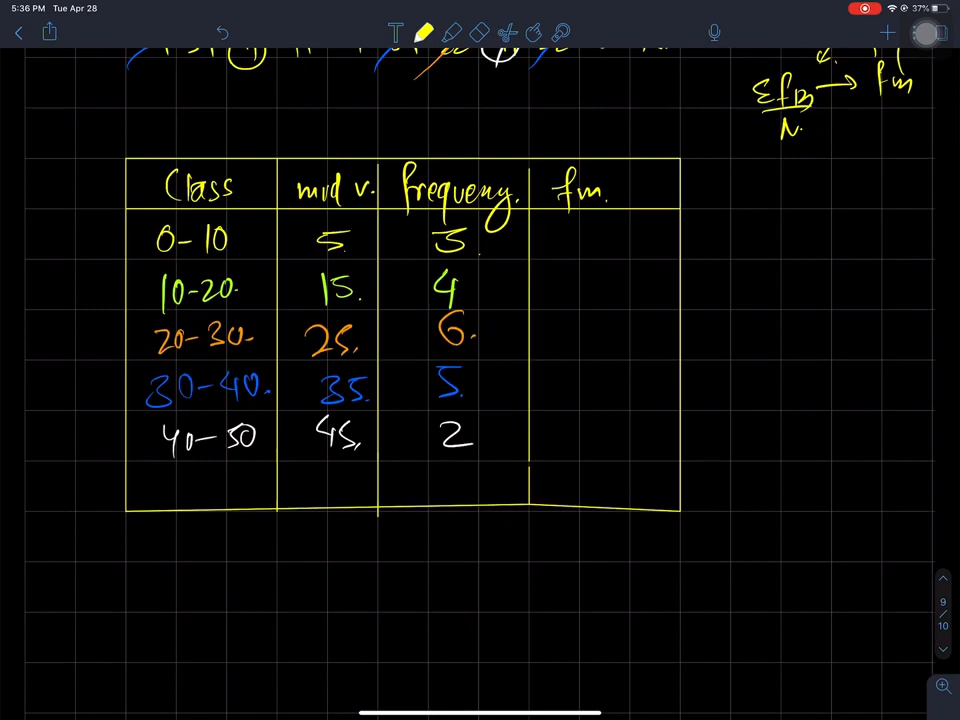 5:36 PM Tue Apr 28
37%
Σfm → fm
N.
Class mid v. frequency. fm.
0-10 5. 3
10-20. 15. 4
20-30. 25. 6.
30-40. 35. 5.
40-50 45. 2
9
/
10